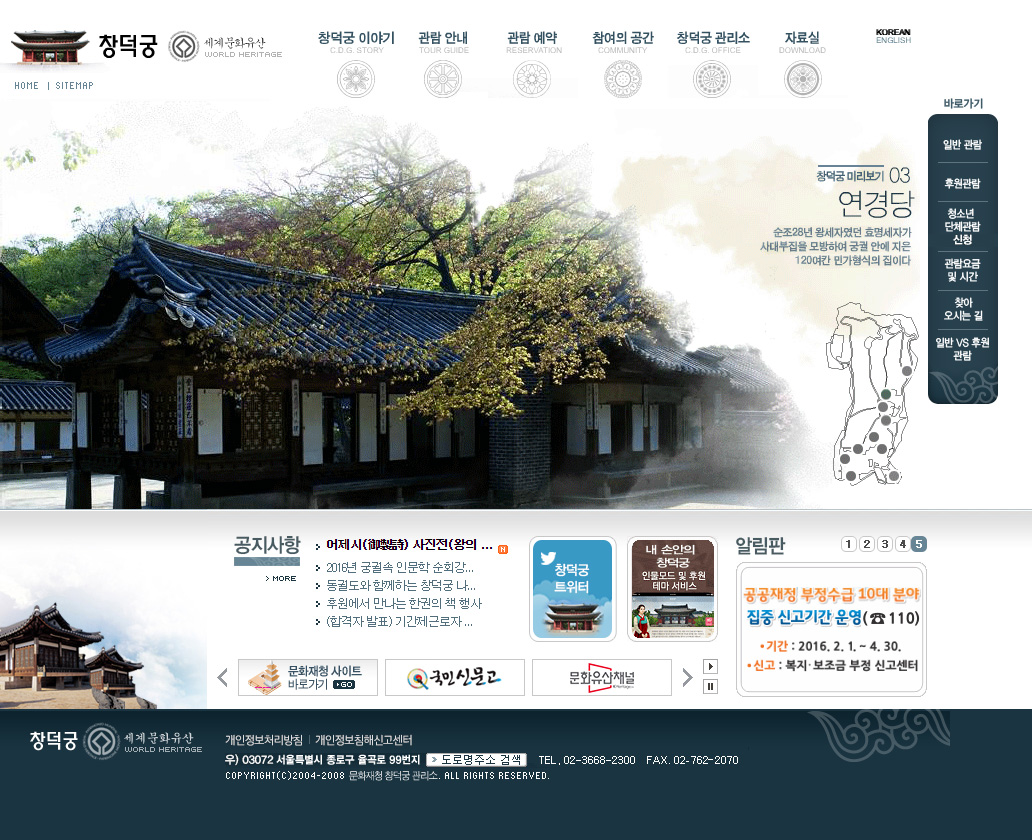 창덕궁 세계문화유산 WORLD HERITAGE
HOME | SITEMAP
창덕궁 이야기 C.D.G. STORY
관람 안내 TOUR GUIDE
관람 예약 RESERVATION
참여의 공간 COMMUNITY
창덕궁 관리소 C.D.G. OFFICE
자료실 DOWNLOAD
KOREAN
ENGLISH
바로가기
일반 관람
후원관람
청소년
단체관람
신청
관람요금
및 시간
찾아
오시는 길
일반 VS 후원
관람
창덕궁 미리보기 03
연경당
순조28년 왕세자였던 효명세자가
사대부집을 모방하여 궁궐 안에 지은
120여칸 민가형식의 집이다
공지사항
MORE
어제시(御製詩) 사진전(왕의 ... N
2016년 궁궐속 인문학 순회강...
동궐도와 함께하는 창덕궁 나...
후원에서 만나는 한권의 책 행사
(합격자 발표) 기간제근로자 ...
창덕궁
트위터
내 손안의
창덕궁
인물모드 및 후원
테마 서비스
알림판 1 2 3 4 5
공공재정 부정수급 10대 분야
집중 신고기간 운영(☎110)
• 기간 : 2016. 2. 1. ~ 4. 30.
• 신고 : 복지·보조금 부정 신고센터
문화재청 사이트
바로가기 GO
국민신문고
문화유산채널
창덕궁 세계문화유산 WORLD HERITAGE
개인정보처리방침 | 개인정보침해신고센터
우) 03072 서울특별시 종로구 율곡로 99번지 도로명주소 검색 TEL. 02-3668-2300 FAX. 02-762-2070
COPYRIGHT(C)2004-2008 문화재청 창덕궁 관리소. ALL RIGHTS RESERVED.